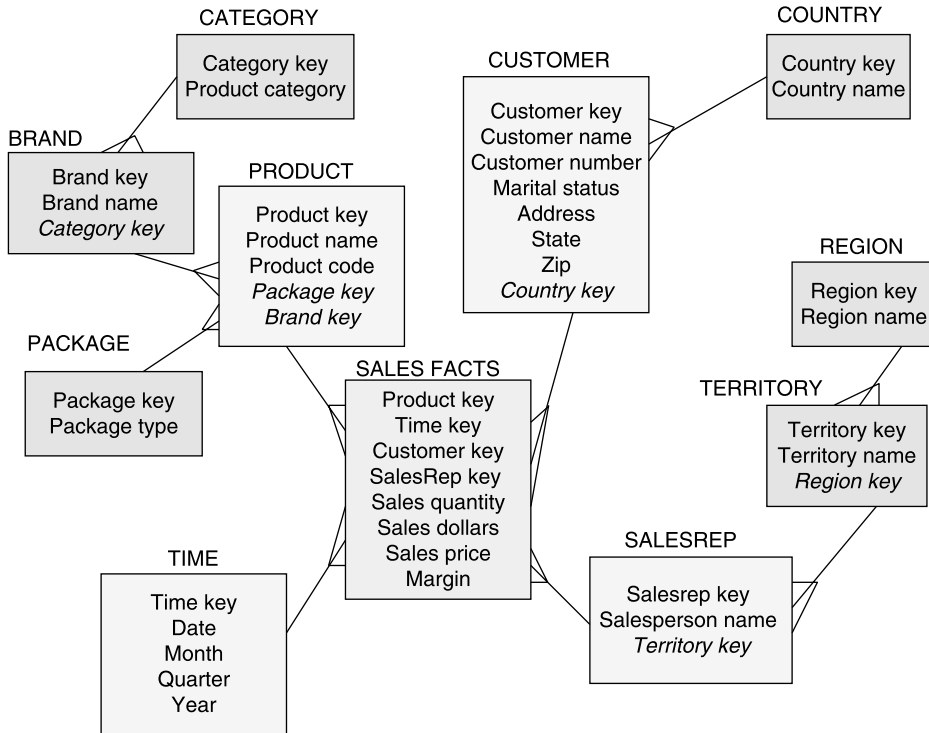 CATEGORY
Category key
Product category
BRAND
Brand key
Brand name
Category key
PRODUCT
Product key
Product name
Product code
Package key
Brand key
PACKAGE
Package key
Package type
CUSTOMER
Customer key
Customer name
Customer number
Marital status
Address
State
Zip
Country key
COUNTRY
Country key
Country name
REGION
Region key
Region name
TERRITORY
Territory key
Territory name
Region key
SALES FACTS
Product key
Time key
Customer key
SalesRep key
Sales quantity
Sales dollars
Sales price
Margin
TIME
Time key
Date
Month
Quarter
Year
SALESREP
Salesrep key
Salesperson name
Territory key